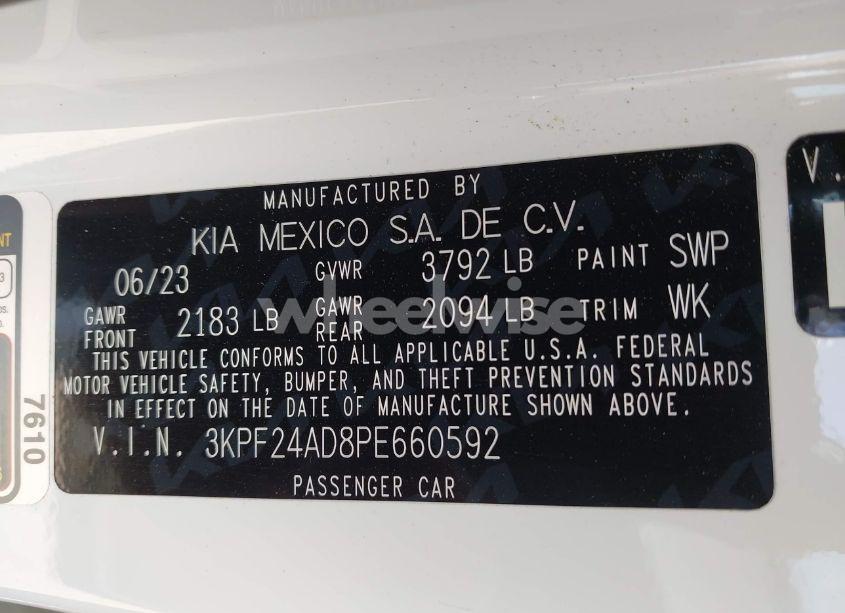 MANUFACTURED BY
KIA MEXICO S.A. DE C.V.
06/23 GVWR 3792 LB PAINT SWP
GAWR FRONT 2183 LB GAWR REAR 2094 LB TRIM WK
THIS VEHICLE CONFORMS TO ALL APPLICABLE U.S.A. FEDERAL
MOTOR VEHICLE SAFETY, BUMPER, AND THEFT PREVENTION STANDARDS
IN EFFECT ON THE DATE OF MANUFACTURE SHOWN ABOVE.
V.I.N. 3KPF24AD8PE660592
PASSENGER CAR
7610
wheelwise
V.
NT
3